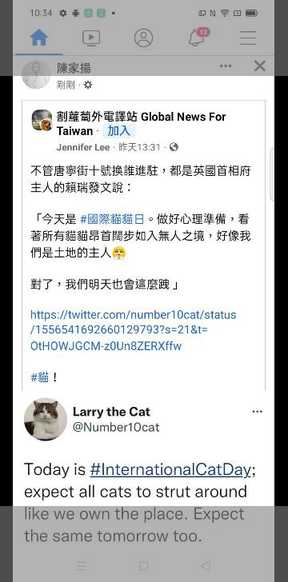 10:34
12
陳家揚
剛剛
割蘿蔔外電譯站 Global News For
Taiwan · 加入
Jennifer Lee · 昨天13:31
不管唐寧街十號換誰進駐，都是英國首相府
主人的賴瑞發文說：
「今天是 #國際貓貓日。做好心理準備，看
著所有貓貓昂首闊步如入無人之境，好像我
們是土地的主人😤
對了，我們明天也會這麼跩 」
https://twitter.com/number10cat/status
/1556541692660129793?s=21&t=
OtHOWJGCM-z0Un8ZERXffw
#貓！
Larry the Cat
@Number10cat
Today is #InternationalCatDay;
expect all cats to strut around
like we own the place. Expect
the same tomorrow too.